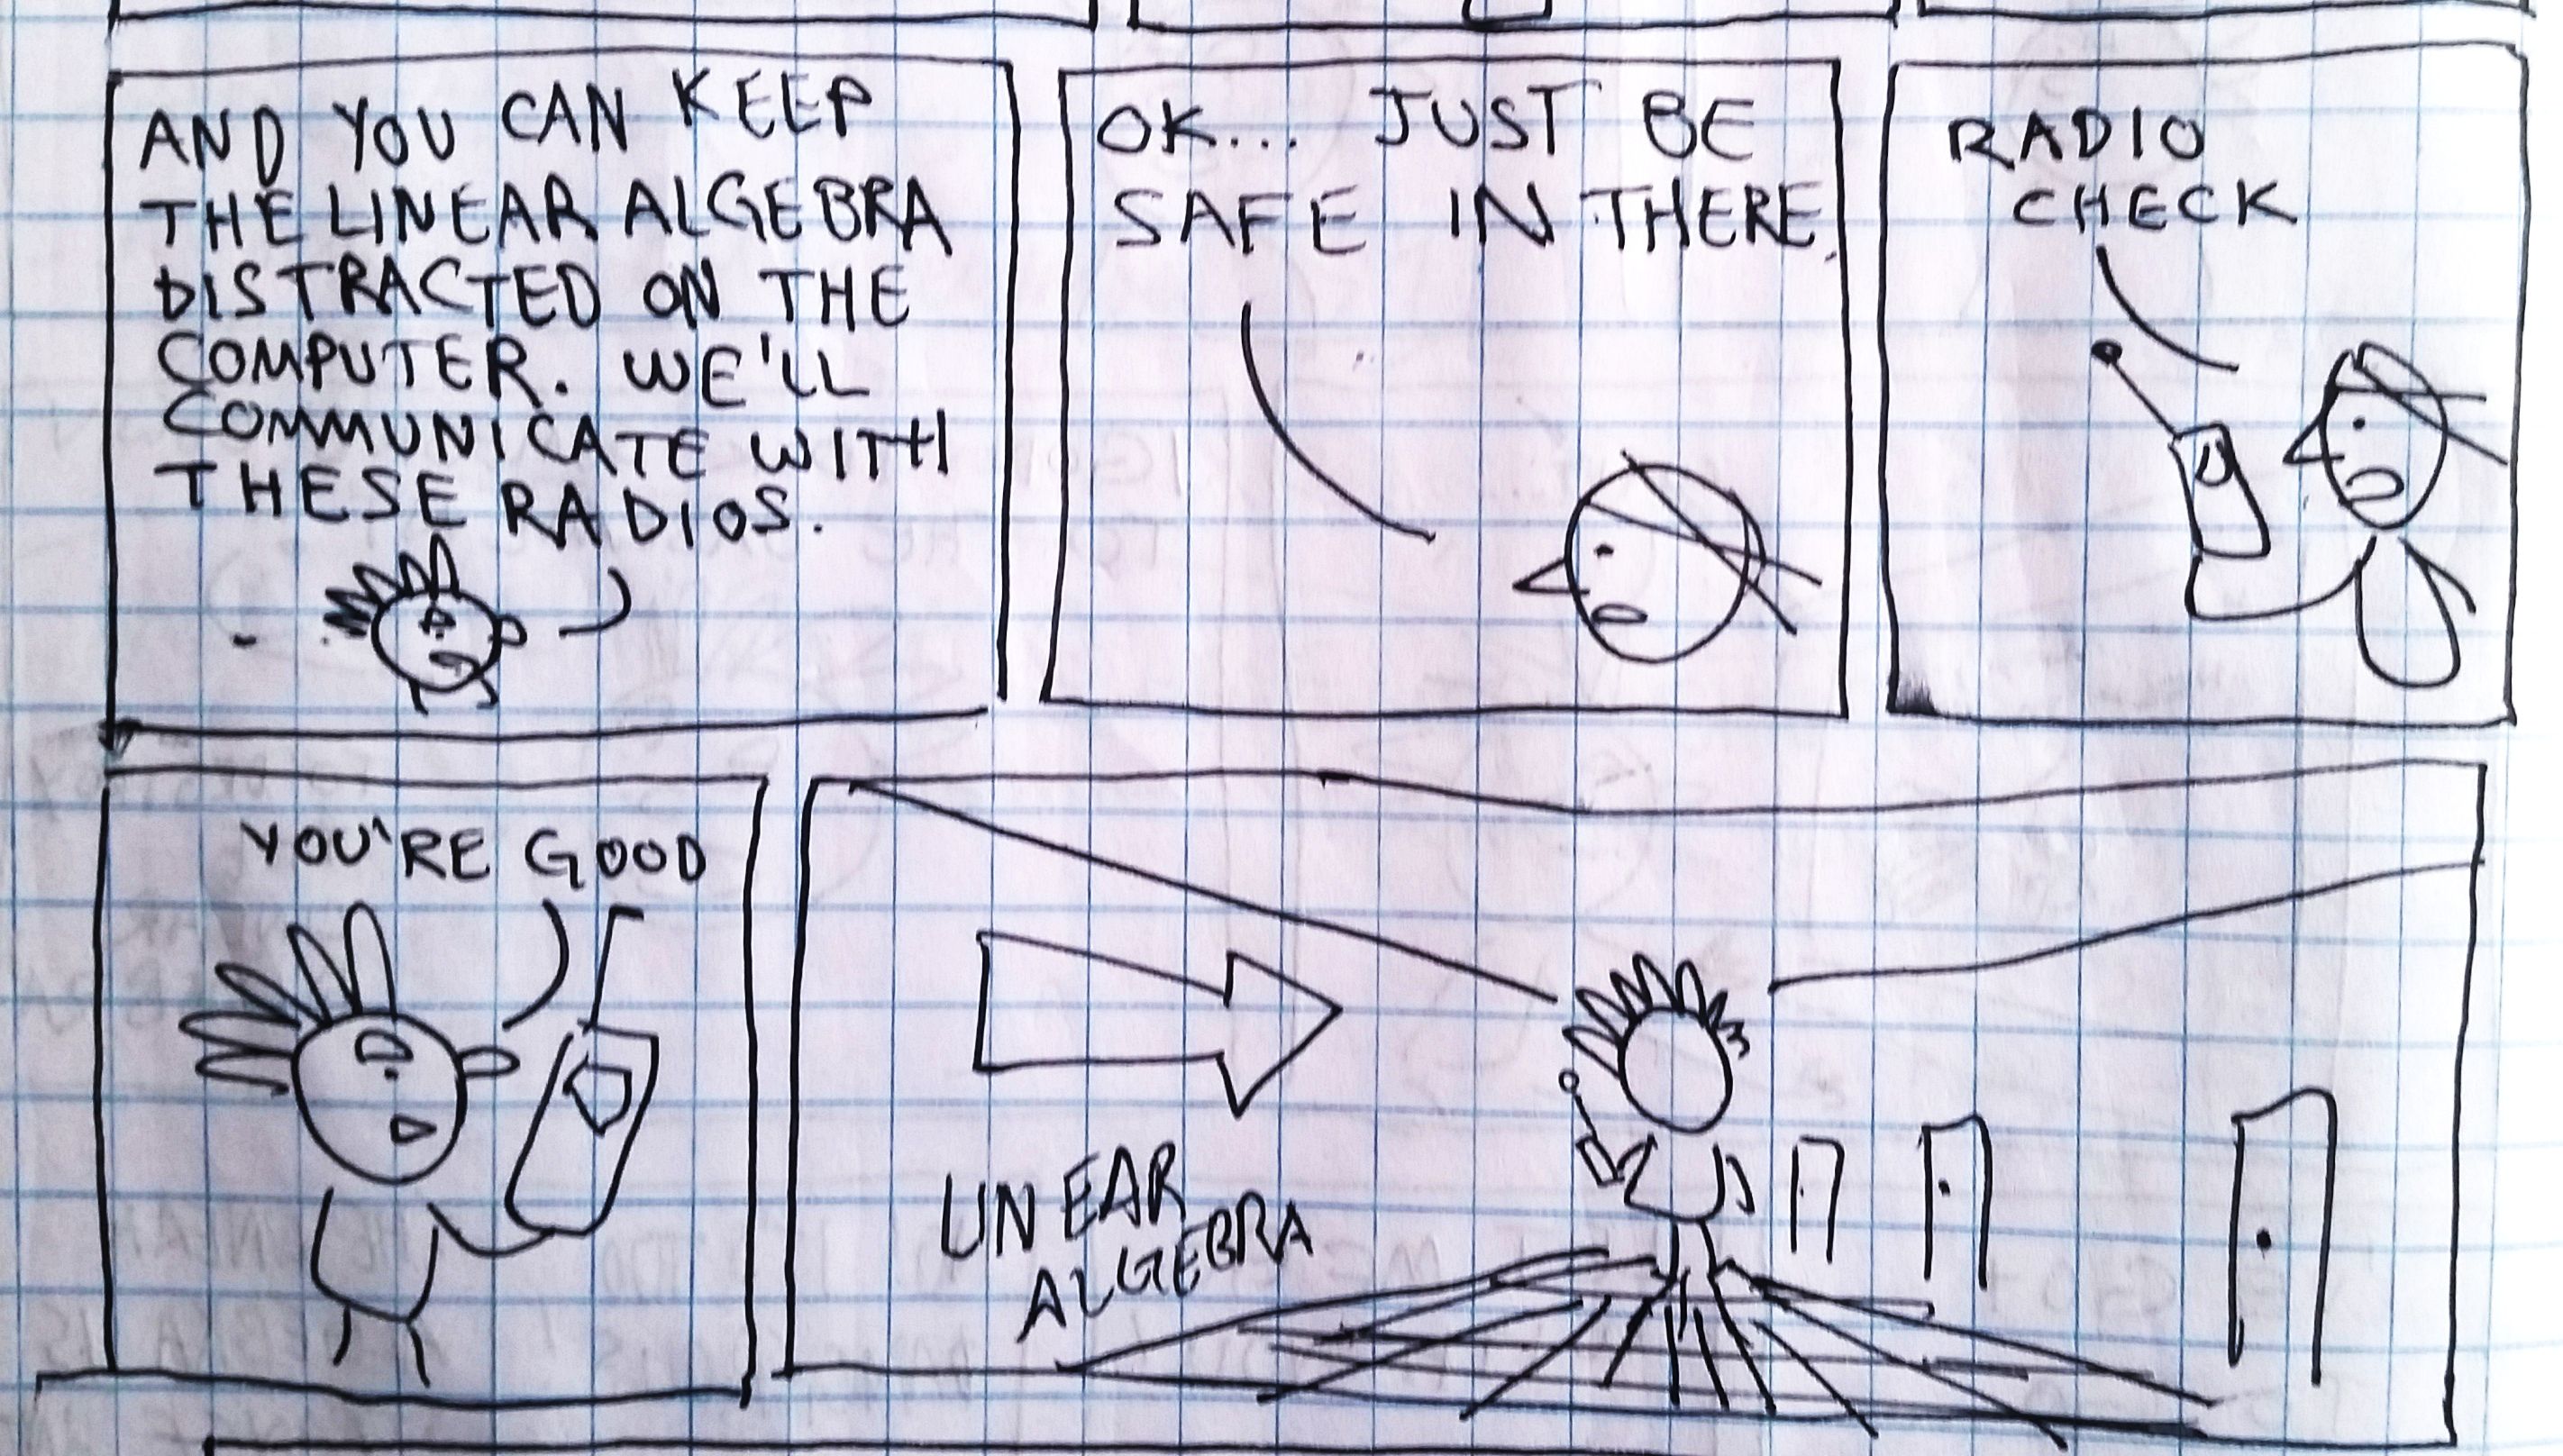 AND YOU CAN KEEP
THE LINEAR ALGEBRA
DISTRACTED ON THE
COMPUTER. WE'LL
COMMUNICATE WITH
THESE RADIOS.
OK... JUST BE
SAFE IN THERE.
RADIO
CHECK
YOU'RE GOOD
LINEAR
ALGEBRA